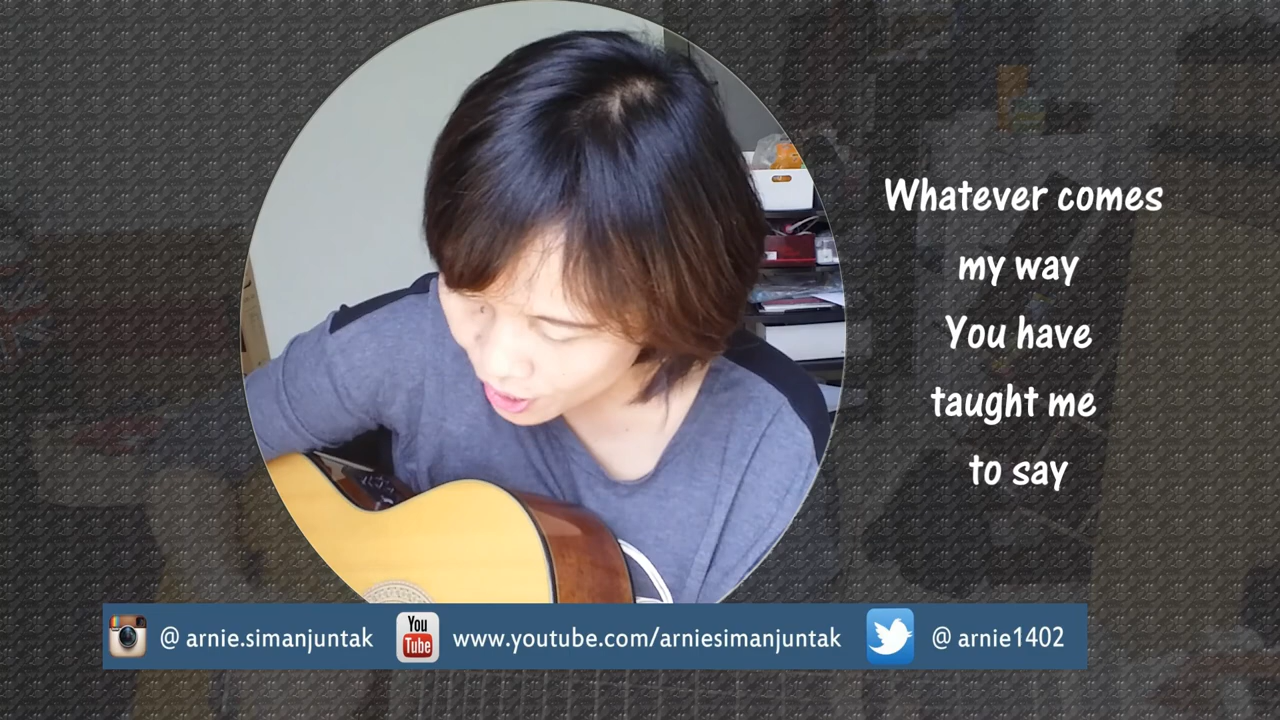 Whatever comes
my way
You have
taught me
to say
@ arnie.simanjuntak
You
Tube
www.youtube.com/arniesimanjuntak
@ arnie1402